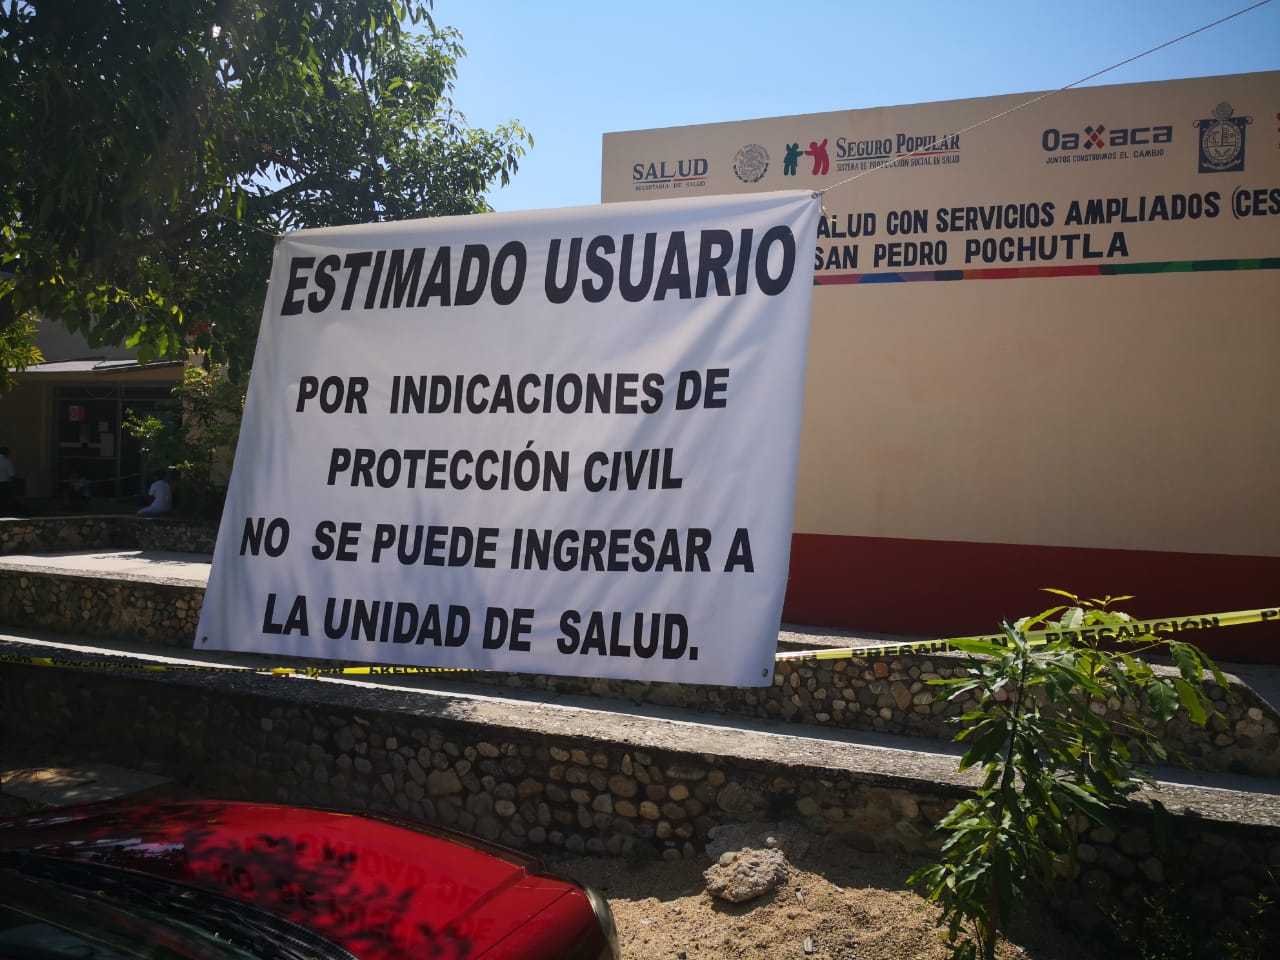 SALUD
SECRETARÍA DE SALUD
SEGURO POPULAR
SISTEMA DE PROTECCIÓN SOCIAL EN SALUD
Oaxaca
JUNTOS CONSTRUIMOS EL CAMBIO
ALUD CON SERVICIOS AMPLIADOS (CES
SAN PEDRO POCHUTLA
ESTIMADO USUARIO
POR INDICACIONES DE
PROTECCIÓN CIVIL
NO SE PUEDE INGRESAR A
LA UNIDAD DE SALUD.
PRECAUCIÓN